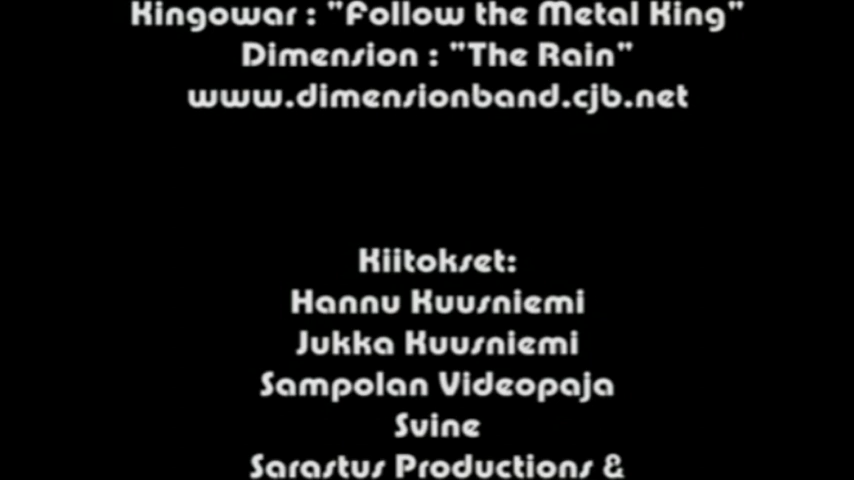 Kingowar : "Follow the Metal King"
Dimension : "The Rain"
www.dimensionband.cjb.net
Kiitokset:
Hannu Kuusniemi
Jukka Kuusniemi
Sampolan Videopaja
Svine
Sarastus Productions &